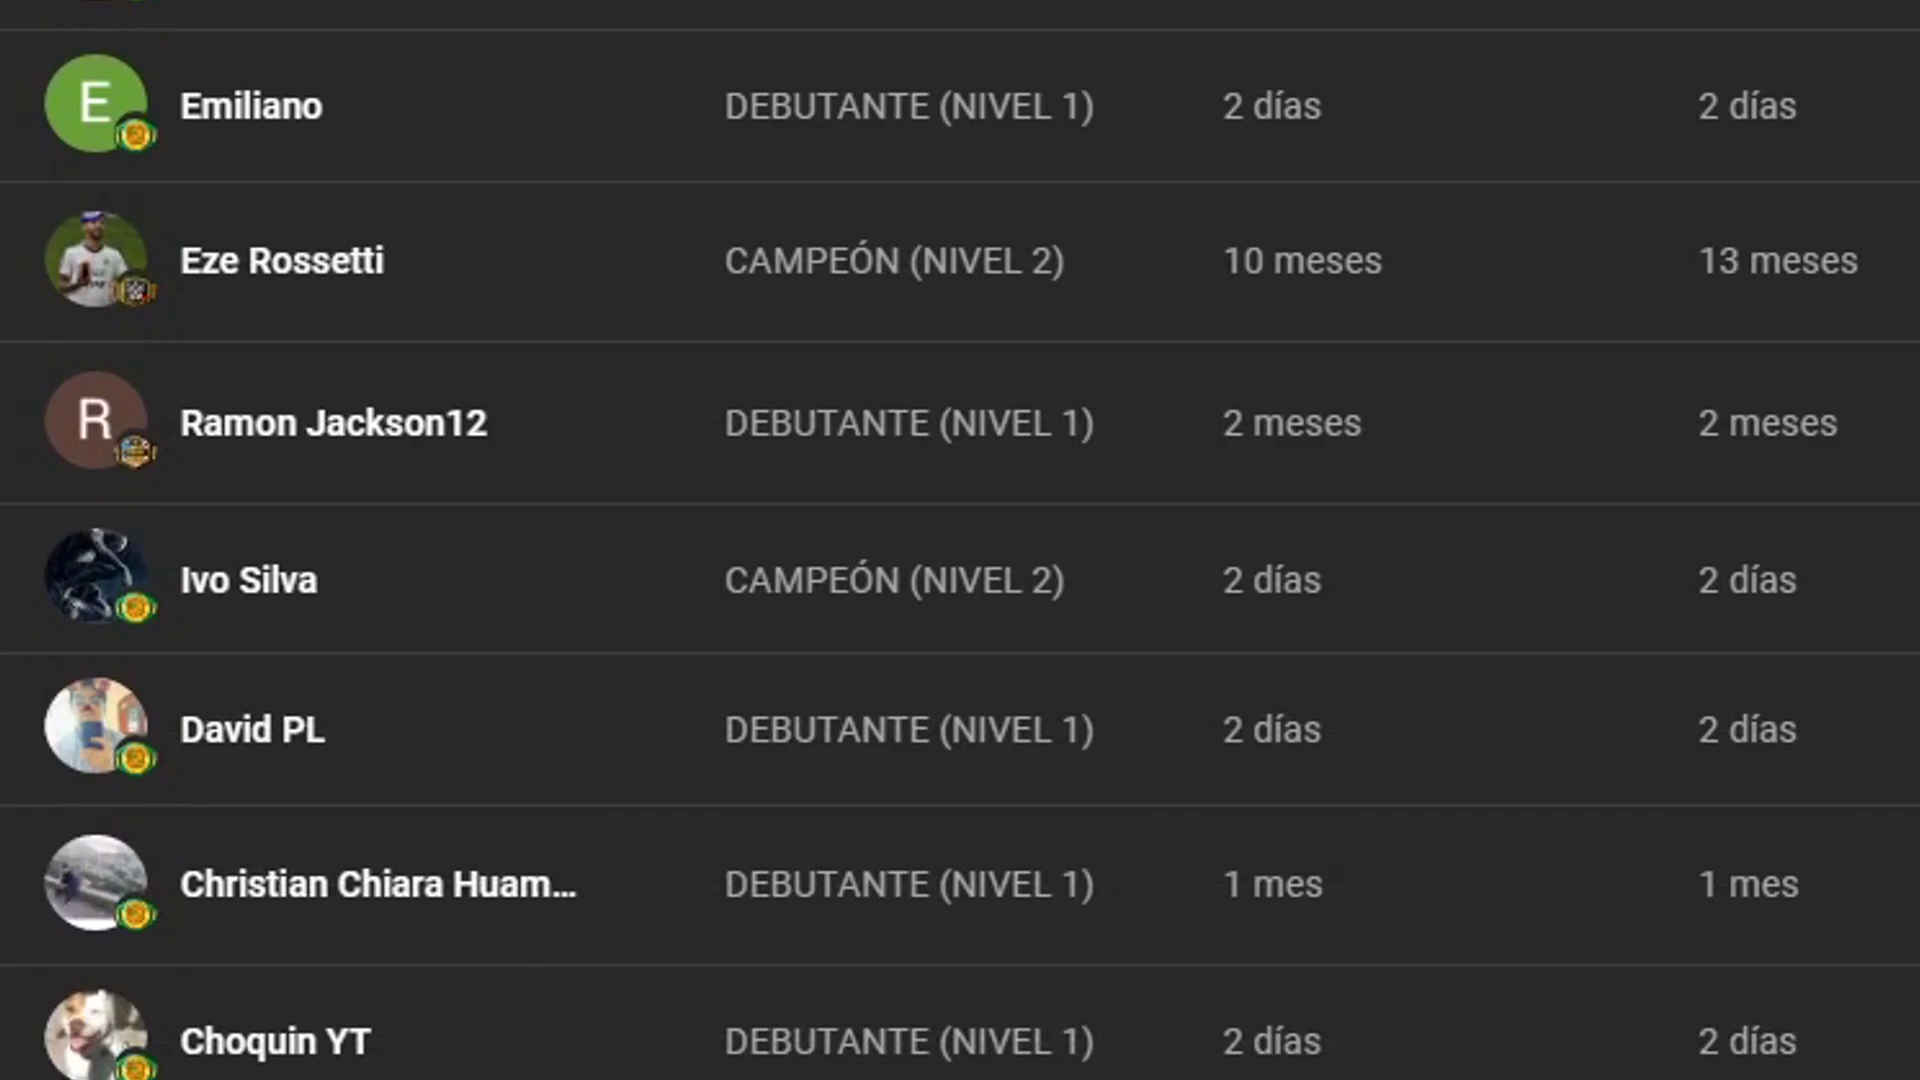 E Emiliano DEBUTANTE (NIVEL 1) 2 días 2 días
Eze Rossetti CAMPEÓN (NIVEL 2) 10 meses 13 meses
R Ramon Jackson12 DEBUTANTE (NIVEL 1) 2 meses 2 meses
Ivo Silva CAMPEÓN (NIVEL 2) 2 días 2 días
David PL DEBUTANTE (NIVEL 1) 2 días 2 días
Christian Chiara Huam... DEBUTANTE (NIVEL 1) 1 mes 1 mes
Choquin YT DEBUTANTE (NIVEL 1) 2 días 2 días